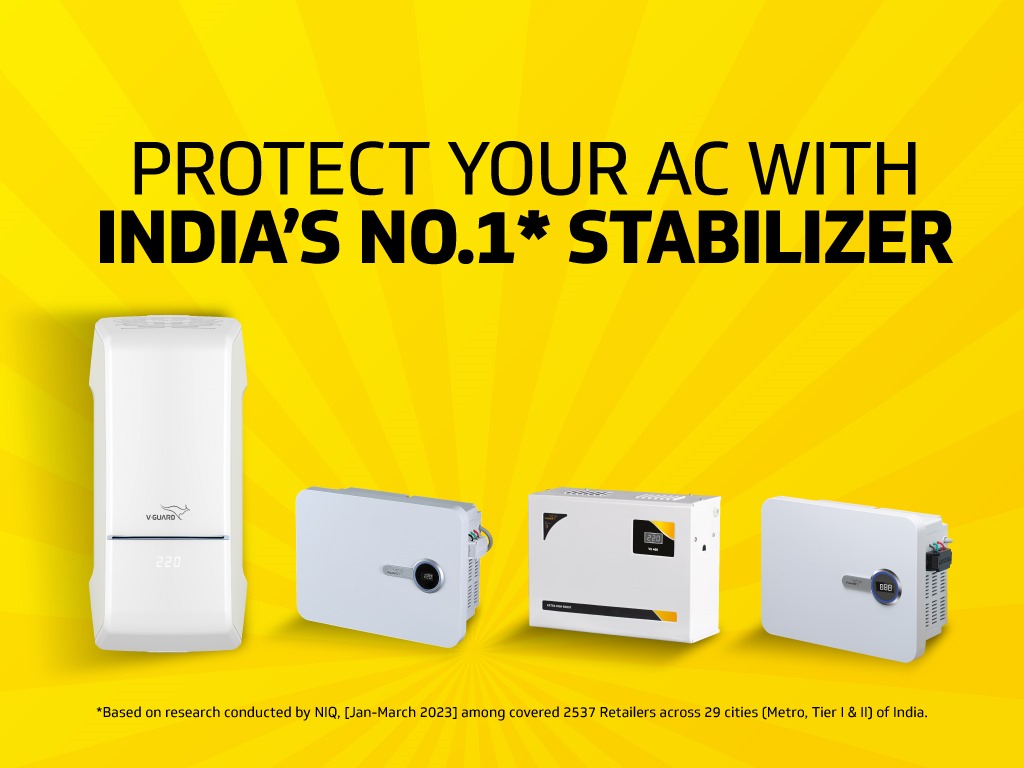 PROTECT YOUR AC WITH
INDIA'S NO.1* STABILIZER
V-GUARD
220
220
*Based on research conducted by NIQ, [Jan-March 2023] among covered 2537 Retailers across 29 cities (Metro, Tier I & II) of India.